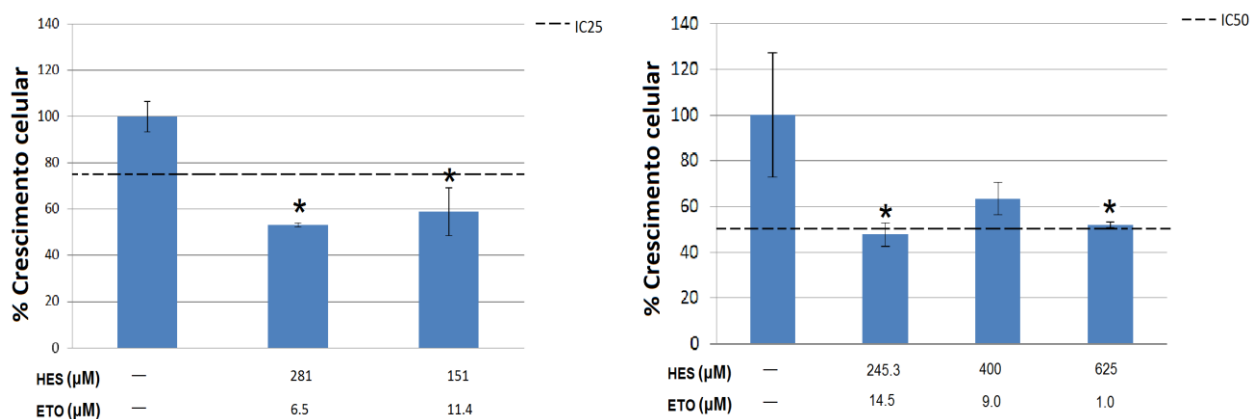 % Crescimento celular
140
120
100
80
60
40
20
0
IC25
*
*
HES (µM) — 281 151
ETO (µM) — 6.5 11.4
% Crescimento celular
140
120
100
80
60
40
20
0
IC50
*
*
HES (µM) — 245.3 400 625
ETO (µM) — 14.5 9.0 1.0